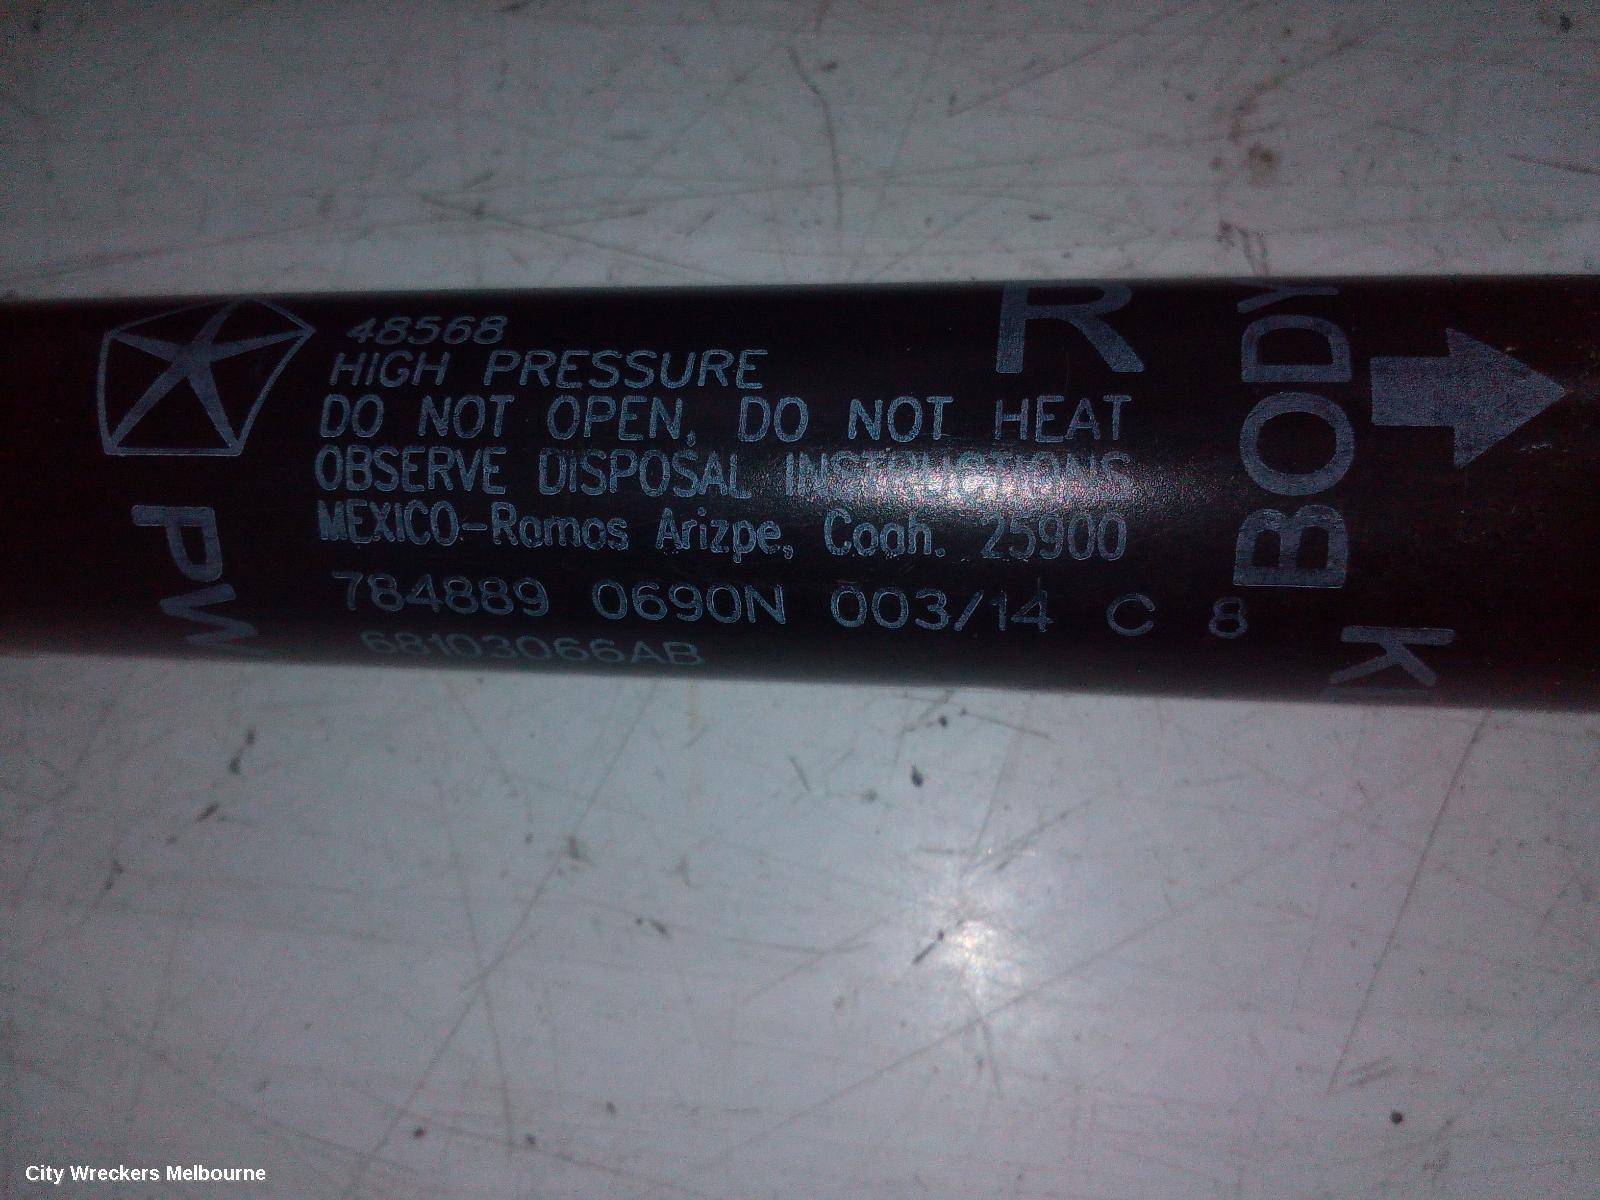 48568
HIGH PRESSURE
DO NOT OPEN, DO NOT HEAT
OBSERVE DISPOSAL INSTRUCTIONS
MEXICO-Ramos Arizpe, Coah. 25900
784889 0690N 003/14 C 8
68103066AB
PW
R
BODY
K
City Wreckers Melbourne